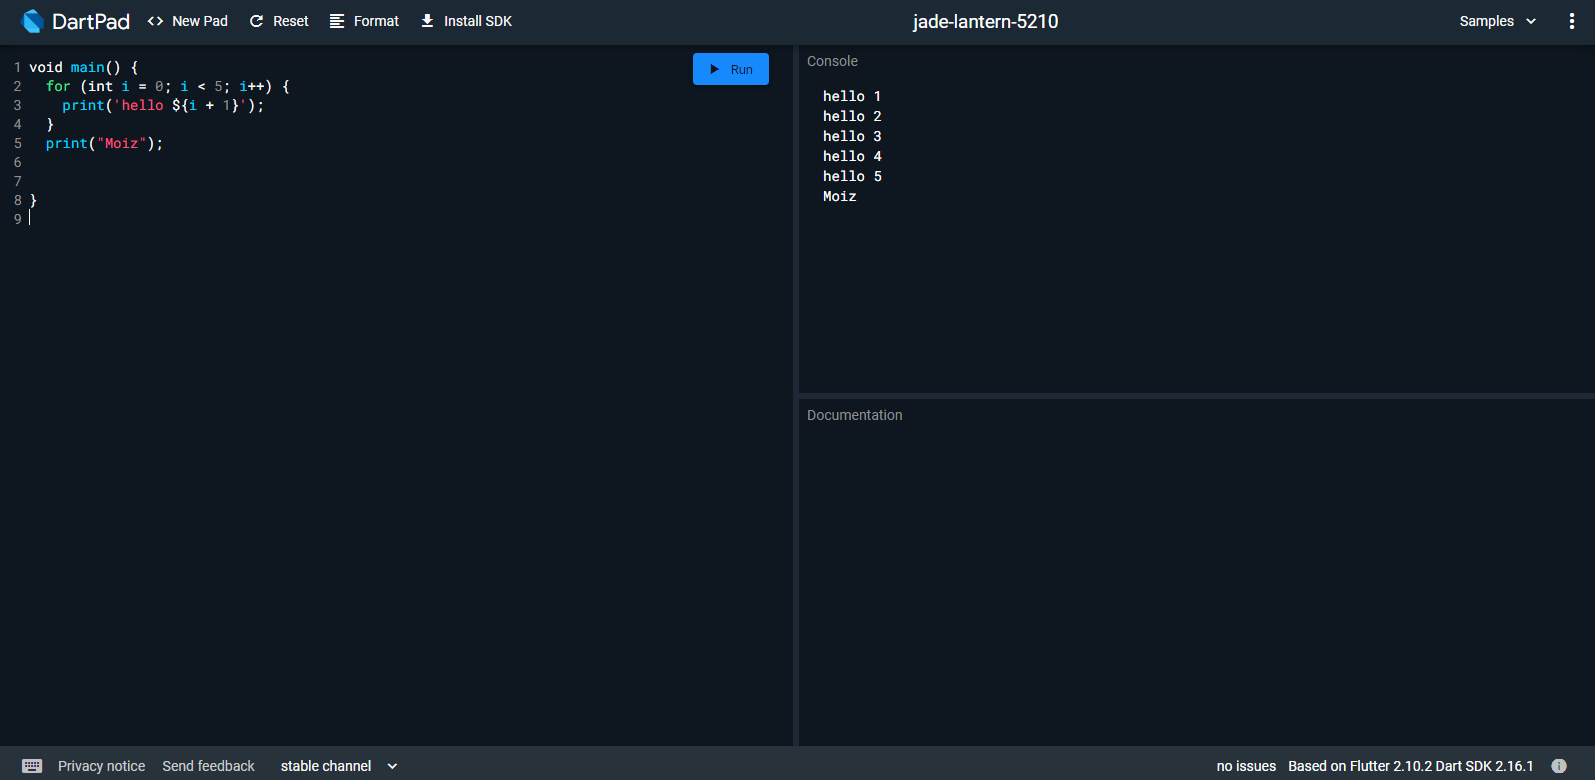 DartPad <> New Pad Reset Format Install SDK jade-lantern-5210 Samples
1 void main() {
2   for (int i = 0; i < 5; i++) {
3     print('hello ${i + 1}');
4   }
5   print("Moiz");
6
7
8 }
9
Run
Console
hello 1
hello 2
hello 3
hello 4
hello 5
Moiz
Documentation
Privacy notice Send feedback stable channel no issues Based on Flutter 2.10.2 Dart SDK 2.16.1 i